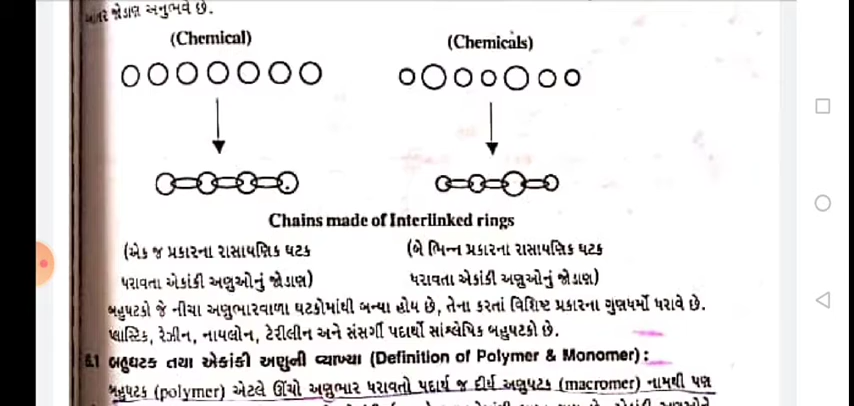 જોડાણ અનુભવે છે.
(Chemical) (Chemicals)
Chains made of Interlinked rings
(એક જ પ્રકારના રાસાયણિક ઘટક (બે ભિન્ન પ્રકારના રાસાયણિક ઘટક
ધરાવતા એકાંકી અણુઓનું જોડાણ) ધરાવતા એકાંકી અણુઓનું જોડાણ)
બહુઘટકો જે નીચા અણુભારવાળા ઘટકોમાંથી બન્યા હોય છે, તેના કરતાં વિશિષ્ટ પ્રકારના ગુણધર્મો ધરાવે છે.
પ્લાસ્ટિક, રેઝીન, નાયલોન, ટેરીલીન અને સંસર્ગી પદાર્થો સાંશ્લેષિક બહુઘટકો છે.
6.1 બહુઘટક તથા એકાંકી અણુની વ્યાખ્યા (Definition of Polymer & Monomer) :
બહુઘટક (polymer) એટલે ઊંચો અણુભાર ધરાવતો પદાર્થ જ દીર્ઘ અણુઘટક (macromer) નામથી પણ